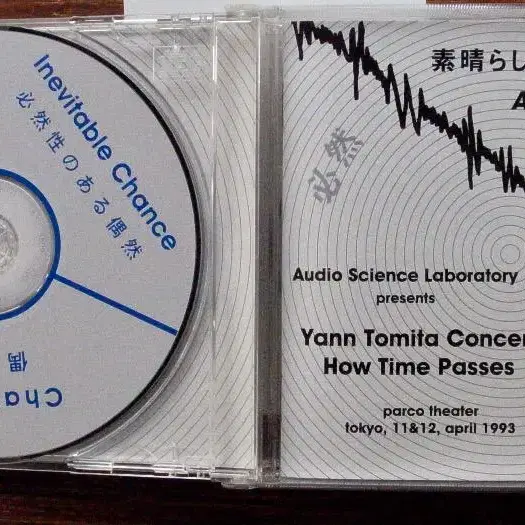 Inevitable Chance
必然性のある偶然
Cha
偶
素晴らし
A
必然
Audio Science Laboratory
presents
Yann Tomita Concer
How Time Passes
parco theater
tokyo, 11&12, april 1993